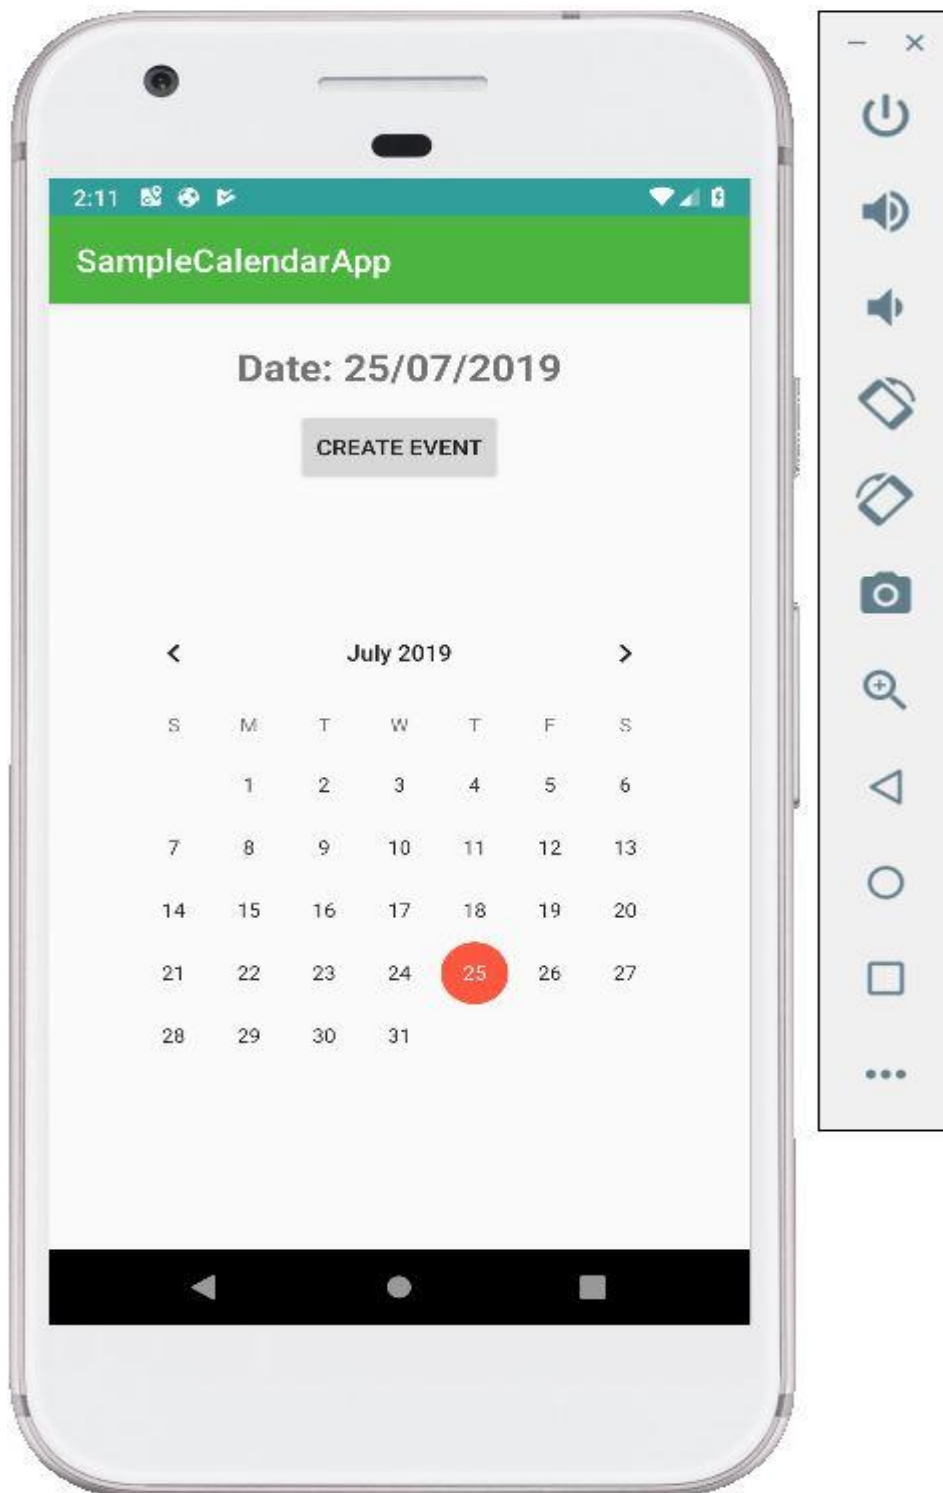 2:11
SampleCalendarApp
Date: 25/07/2019
CREATE EVENT
July 2019
S M T W T F S
1 2 3 4 5 6
7 8 9 10 11 12 13
14 15 16 17 18 19 20
21 22 23 24 25 26 27
28 29 30 31